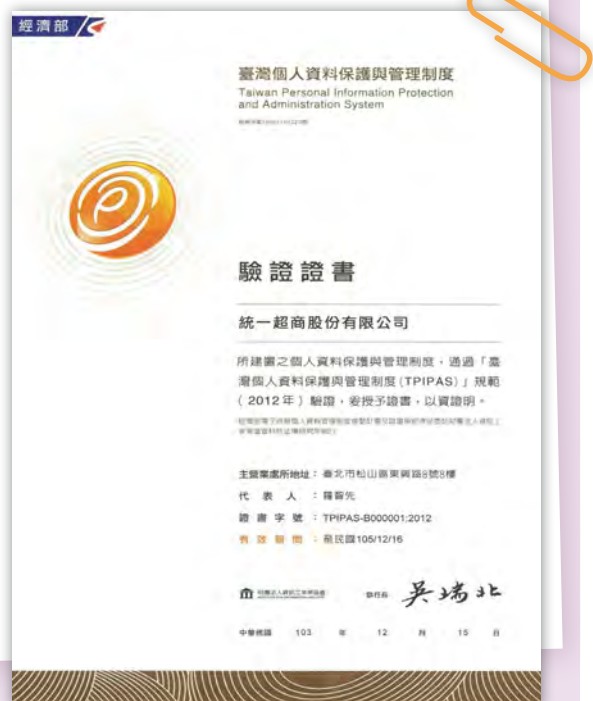 經濟部
臺灣個人資料保護與管理制度
Taiwan Personal Information Protection
and Administration System
驗證證書
統一超商股份有限公司
所建置之個人資料保護與管理制度，通過「臺
灣個人資料保護與管理制度(TPIPAS)」規範
(2012年)驗證，爰授予證書，以資證明。
主營業處所地址：臺北市松山區東興路8號8樓
代表人：羅智先
證書字號：TPIPAS-B000001:2012
有效期間：至民國105/12/16
執行長 吳瑞北
中華民國 103 年 12 月 15 日